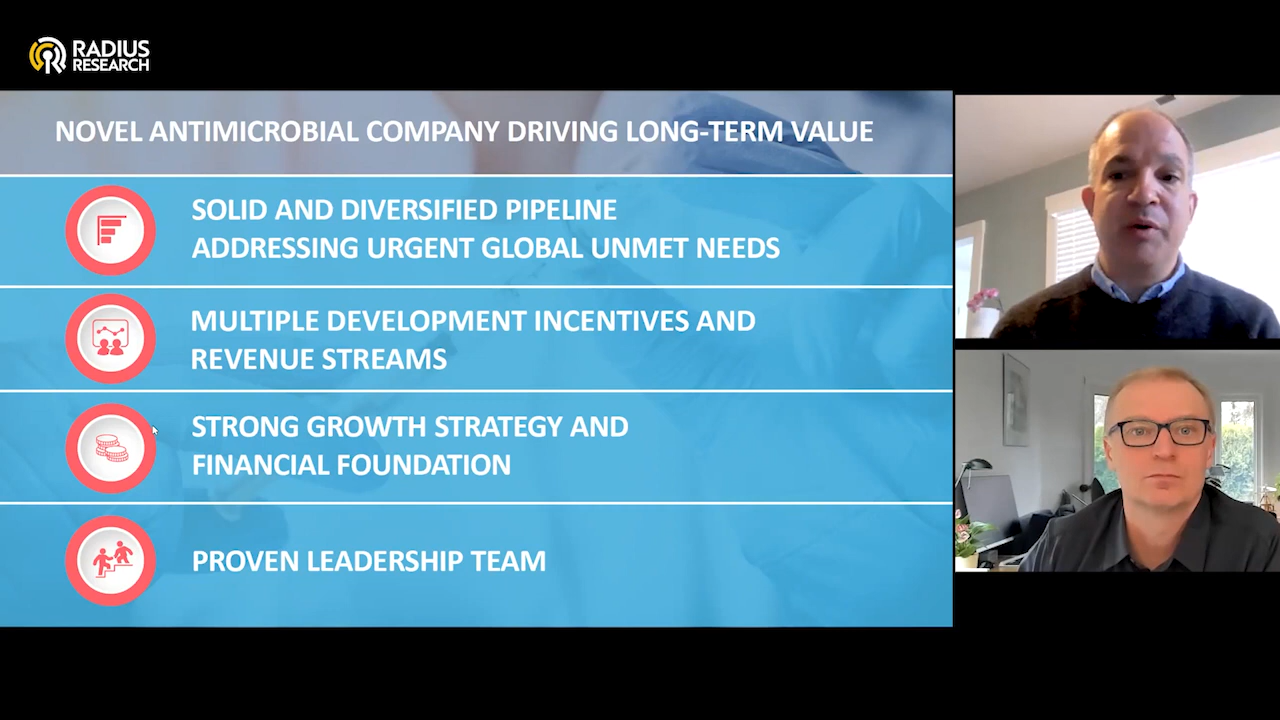 RADIUS
RESEARCH
NOVEL ANTIMICROBIAL COMPANY DRIVING LONG-TERM VALUE
SOLID AND DIVERSIFIED PIPELINE
ADDRESSING URGENT GLOBAL UNMET NEEDS
MULTIPLE DEVELOPMENT INCENTIVES AND
REVENUE STREAMS
STRONG GROWTH STRATEGY AND
FINANCIAL FOUNDATION
PROVEN LEADERSHIP TEAM